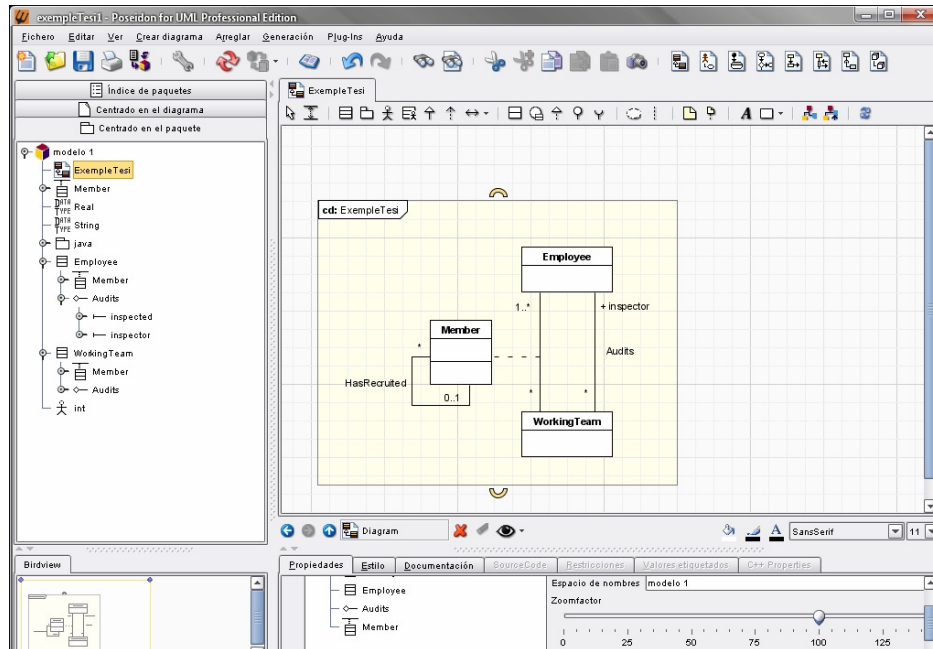 exempleTesi1 - Poseidon for UML Professional Edition
Fichero Editar Ver Crear diagrama Arreglar Generación Plug-Ins Ayuda
Índice de paquetes
Centrado en el diagrama
Centrado en el paquete
modelo 1
ExempleTesi
Member
DATA TYPE Real
DATA TYPE String
java
Employee
Member
Audits
inspected
inspector
WorkingTeam
Member
Audits
int
ExempleTesi
A
cd: ExempleTesi
Employee
1..*
+ inspector
Member
*
Audits
HasRecruited
0..1
*
*
WorkingTeam
Diagram
A
SansSerif
11
Birdview
Propiedades Estilo Documentación SourceCode Restricciones Valores etiquetados C++ Properties
Employee
Audits
Member
Espacio de nombres modelo 1
Zoomfactor
0 25 50 75 100 125